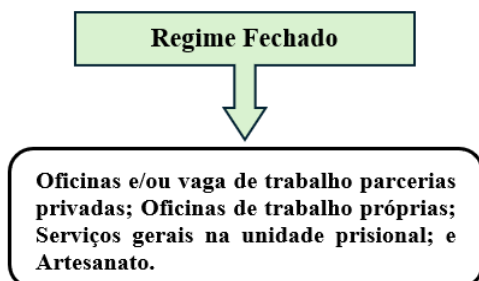 Regime Fechado
Oficinas e/ou vaga de trabalho parcerias
privadas; Oficinas de trabalho próprias;
Serviços gerais na unidade prisional; e
Artesanato.